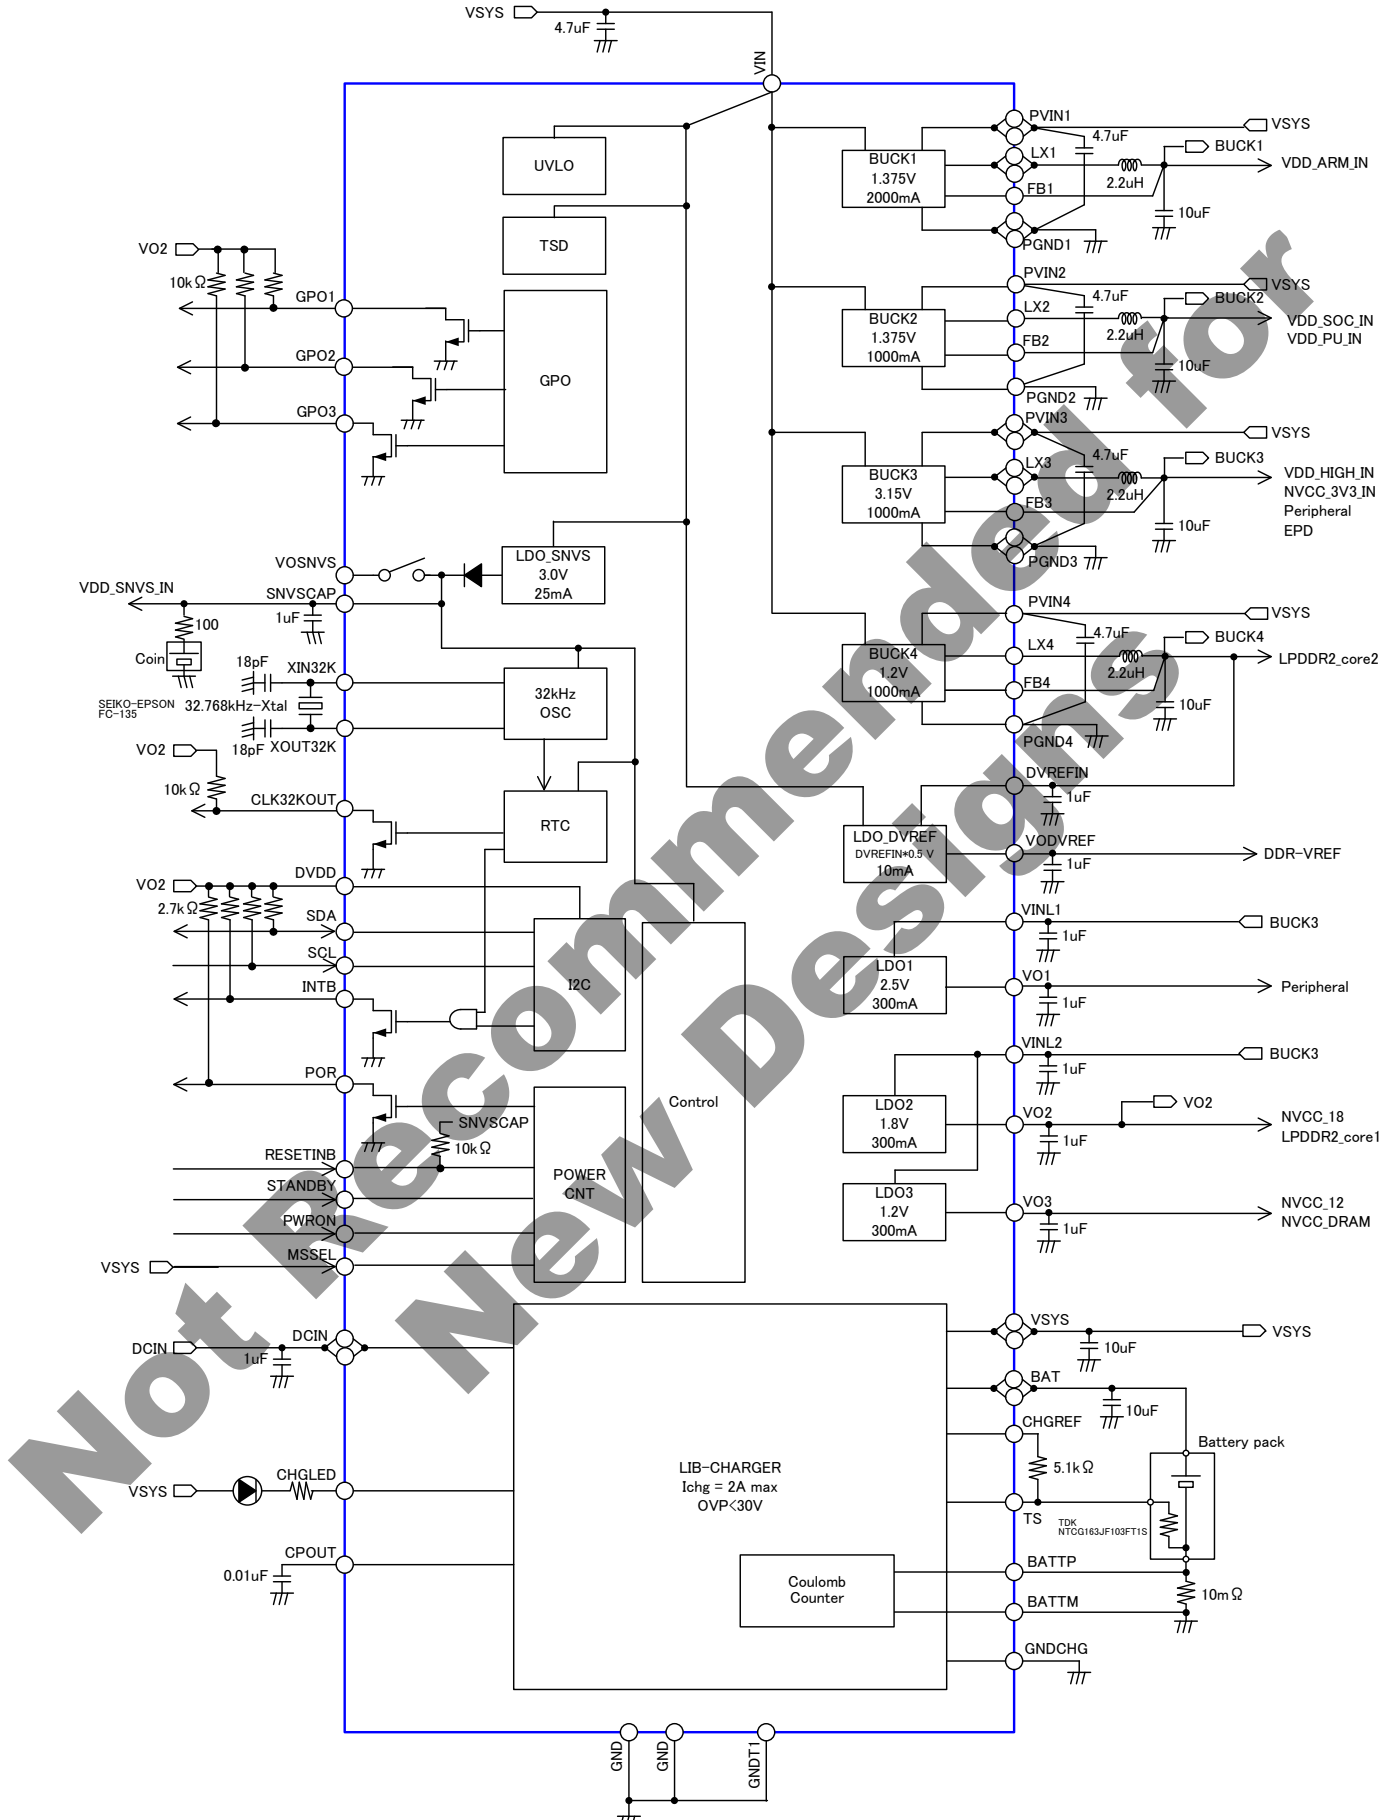 VSYS
4.7uF
VIN
UVLO
TSD
VO2
10kΩ
GPO1
GPO2
GPO3
GPO
BUCK1
1.375V
2000mA
PVIN1
VSYS
4.7uF
LX1
BUCK1
VDD_ARM_IN
2.2uH
FB1
10uF
PGND1
BUCK2
1.375V
1000mA
PVIN2
VSYS
4.7uF
LX2
BUCK2
VDD_SOC_IN
VDD_PU_IN
2.2uH
FB2
10uF
PGND2
BUCK3
3.15V
1000mA
PVIN3
VSYS
4.7uF
LX3
BUCK3
VDD_HIGH_IN
NVCC_3V3_IN
Peripheral
EPD
2.2uH
FB3
10uF
PGND3
LDO_SNVS
3.0V
25mA
VOSNVS
SNVSCAP
VDD_SNVS_IN
100
1uF
Coin
BUCK4
1.2V
1000mA
PVIN4
VSYS
4.7uF
LX4
BUCK4
LPDDR2_core2
2.2uH
FB4
10uF
PGND4
18pF
XIN32K
SEIKO-EPSON
FC-135
32.768kHz-Xtal
18pF
XOUT32K
32kHz
OSC
VO2
10kΩ
CLK32KOUT
RTC
DVREFIN
1uF
LDO_DVREF
DVREFIN*0.5 V
10mA
VODVREF
1uF
DDR-VREF
VO2
DVDD
2.7kΩ
SDA
SCL
INTB
I2C
POR
Control
VINL1
1uF
BUCK3
LDO1
2.5V
300mA
VO1
1uF
Peripheral
VINL2
1uF
BUCK3
LDO2
1.8V
300mA
VO2
1uF
VO2
NVCC_18
LPDDR2_core1
LDO3
1.2V
300mA
VO3
1uF
NVCC_12
NVCC_DRAM
SNVSCAP
10kΩ
RESETINB
STANDBY
PWRON
MSSEL
VSYS
POWER
CNT
DCIN
DCIN
1uF
VSYS
CHGLED
CPOUT
0.01uF
LIB-CHARGER
Ichg = 2A max
OVP<30V
Coulomb
Counter
VSYS
VSYS
10uF
BAT
10uF
CHGREF
5.1kΩ
Battery pack
TS
TDK
NTCG163JF103FT1S
BATTP
10mΩ
BATTM
GNDCHG
GND
GND
GNDT1
Not Recommended for
New Designs